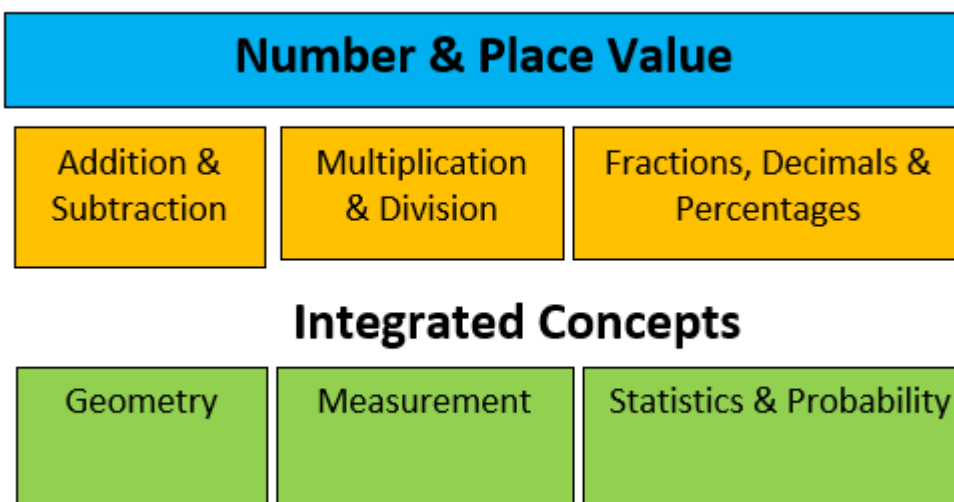 Number & Place Value
Addition &
Subtraction
Multiplication
& Division
Fractions, Decimals &
Percentages
Integrated Concepts
Geometry
Measurement
Statistics & Probability